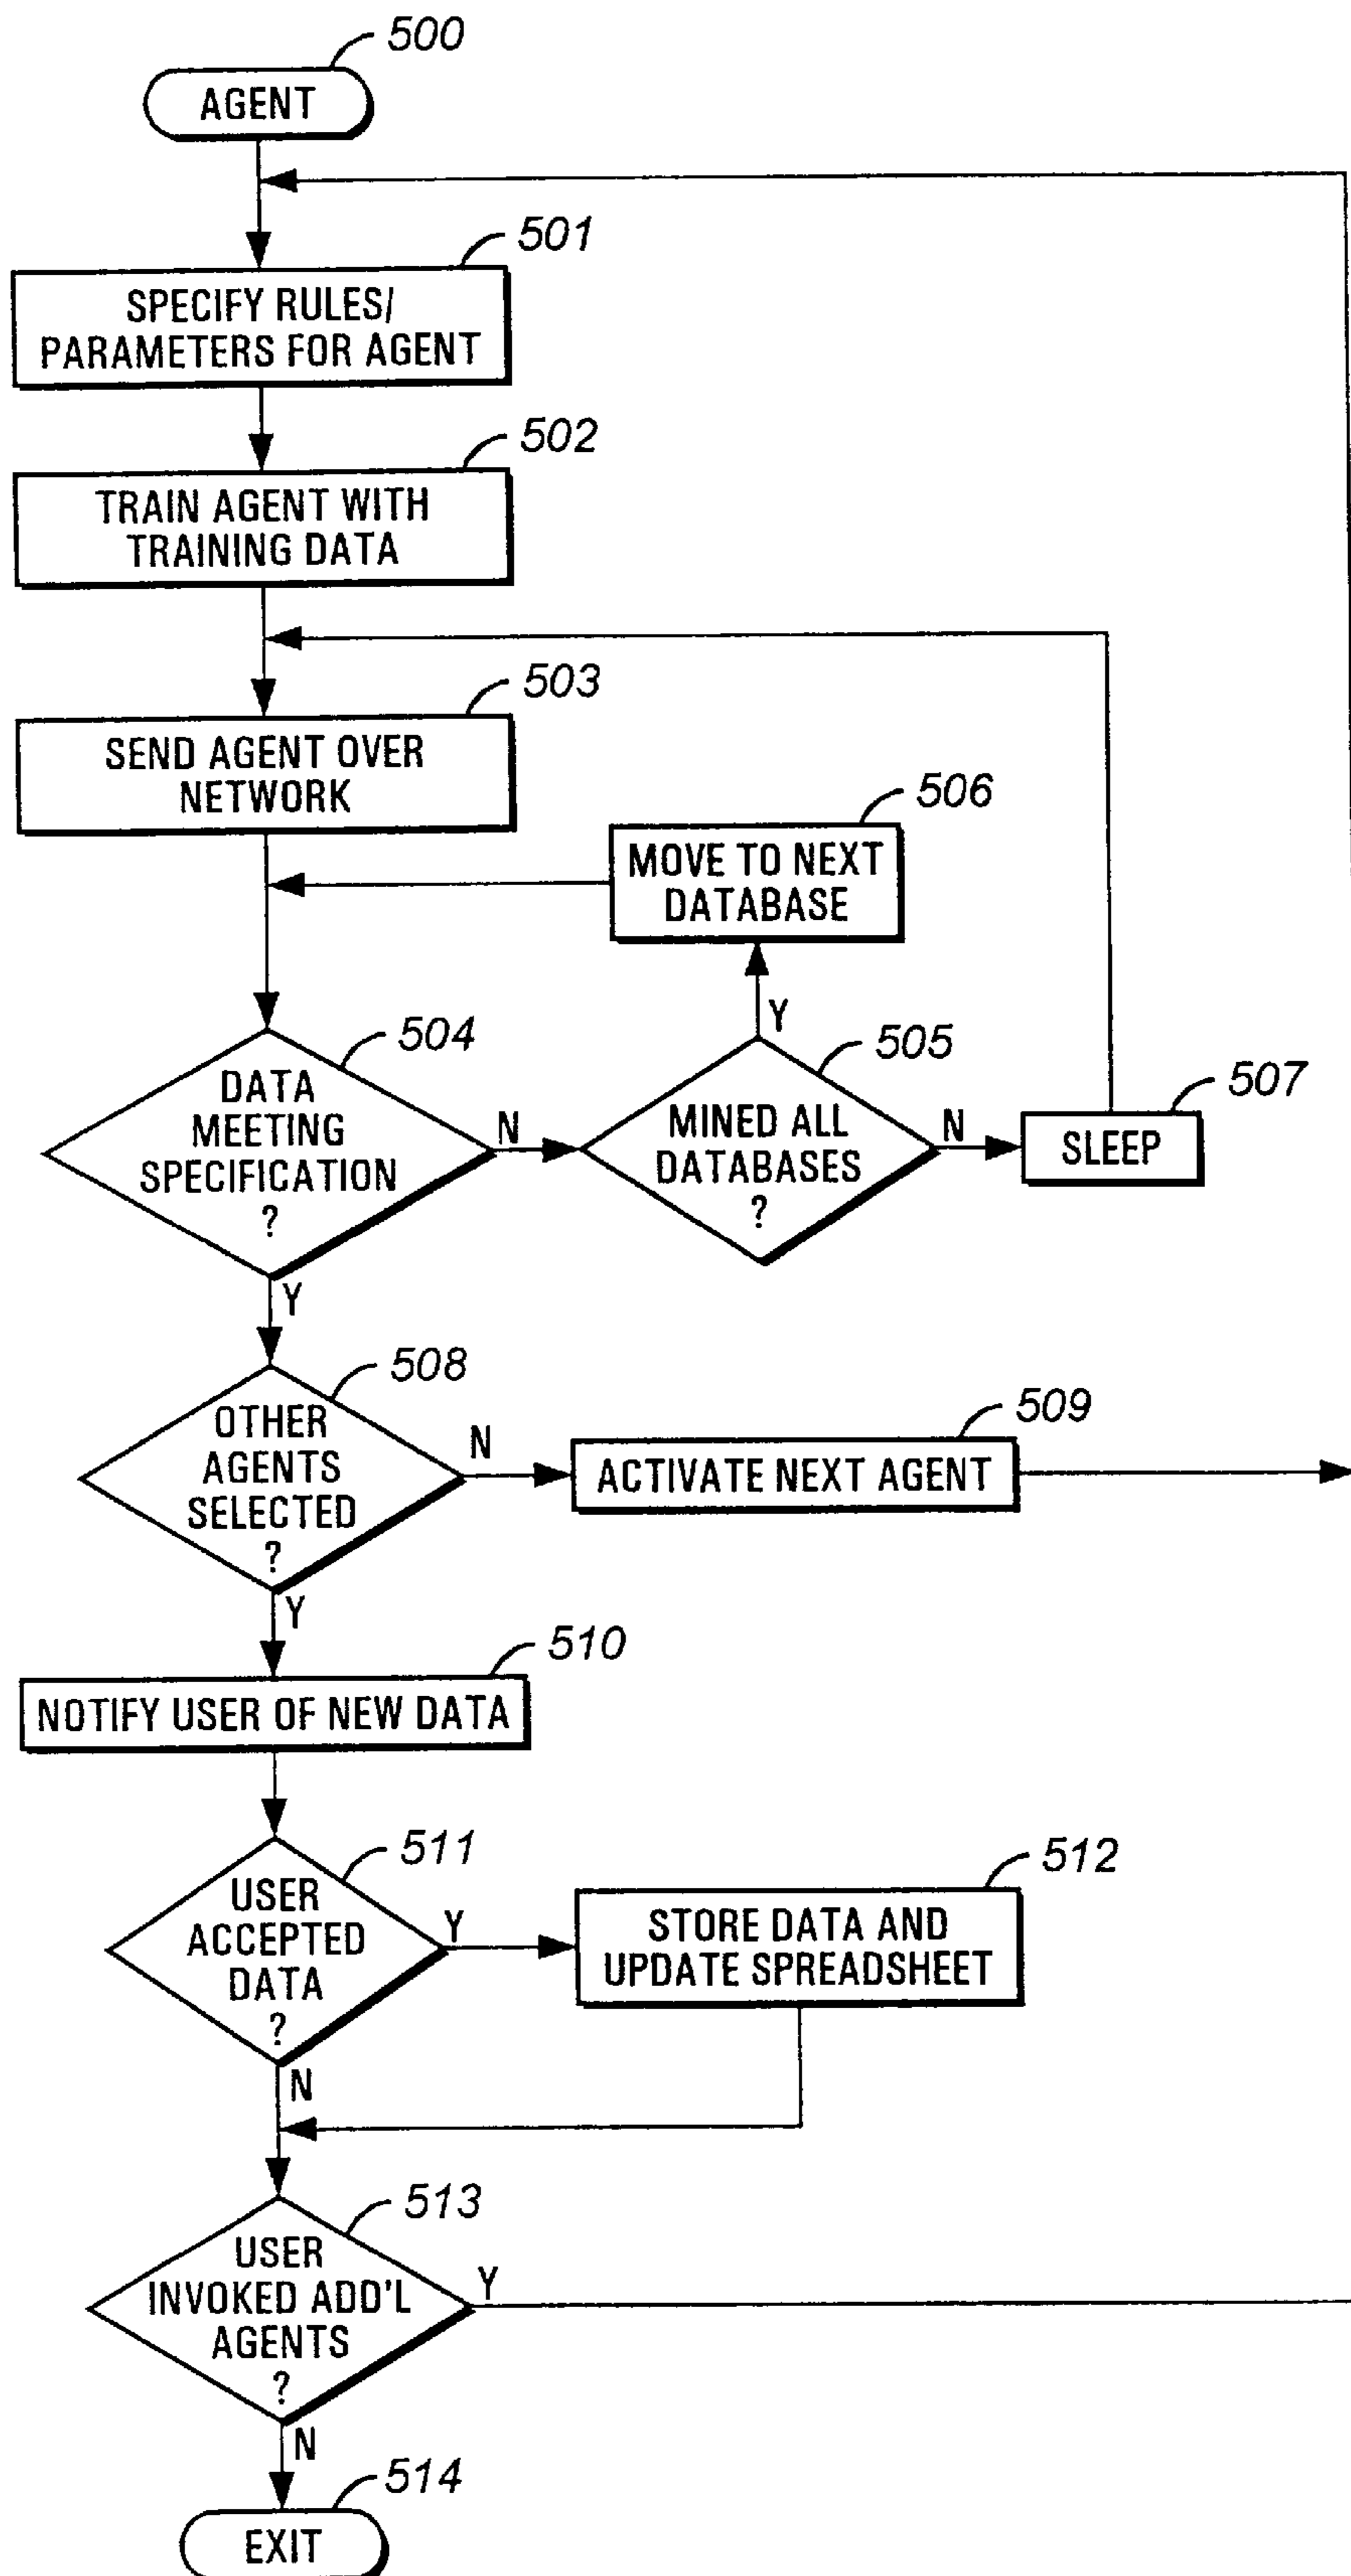 500
AGENT
501
SPECIFY RULES/
PARAMETERS FOR AGENT
502
TRAIN AGENT WITH
TRAINING DATA
503
SEND AGENT OVER
NETWORK
506
MOVE TO NEXT
DATABASE
504
DATA
MEETING
SPECIFICATION
?
N
Y
505
MINED ALL
DATABASES
?
Y
N
507
SLEEP
508
OTHER
AGENTS
SELECTED
?
N
Y
509
ACTIVATE NEXT AGENT
510
NOTIFY USER OF NEW DATA
511
USER
ACCEPTED
DATA
?
Y
N
512
STORE DATA AND
UPDATE SPREADSHEET
513
USER
INVOKED ADD'L
AGENTS
?
Y
N
514
EXIT